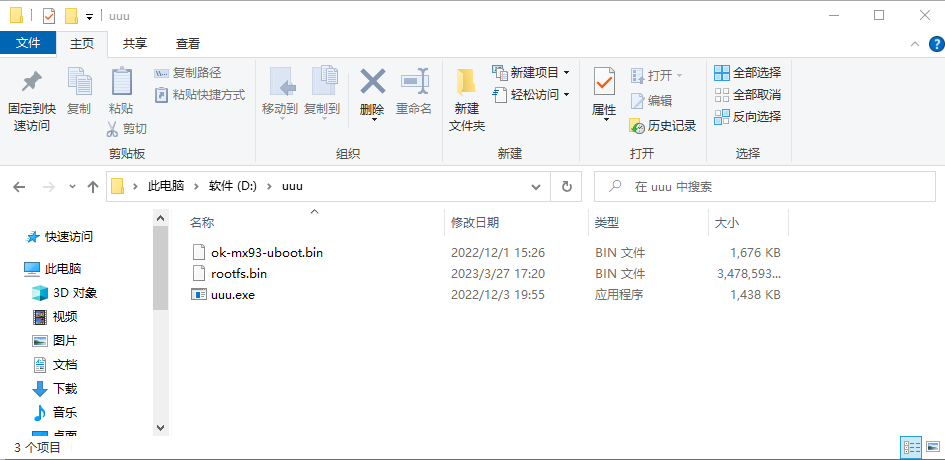 uuu
文件 主页 共享 查看
固定到快速访问
复制
粘贴
复制路径
粘贴快捷方式
剪切
剪贴板
移动到
复制到
删除
重命名
组织
新建文件夹
新建项目
轻松访问
新建
属性
打开
编辑
历史记录
打开
全部选择
全部取消
反向选择
选择
此电脑 › 软件 (D:) › uuu
在 uuu 中搜索
快速访问
此电脑
3D 对象
视频
图片
文档
下载
音乐
桌面
名称 修改日期 类型 大小
ok-mx93-uboot.bin 2022/12/1 15:26 BIN 文件 1,676 KB
rootfs.bin 2023/3/27 17:20 BIN 文件 3,478,593...
uuu.exe 2022/12/3 19:55 应用程序 1,438 KB
3 个项目